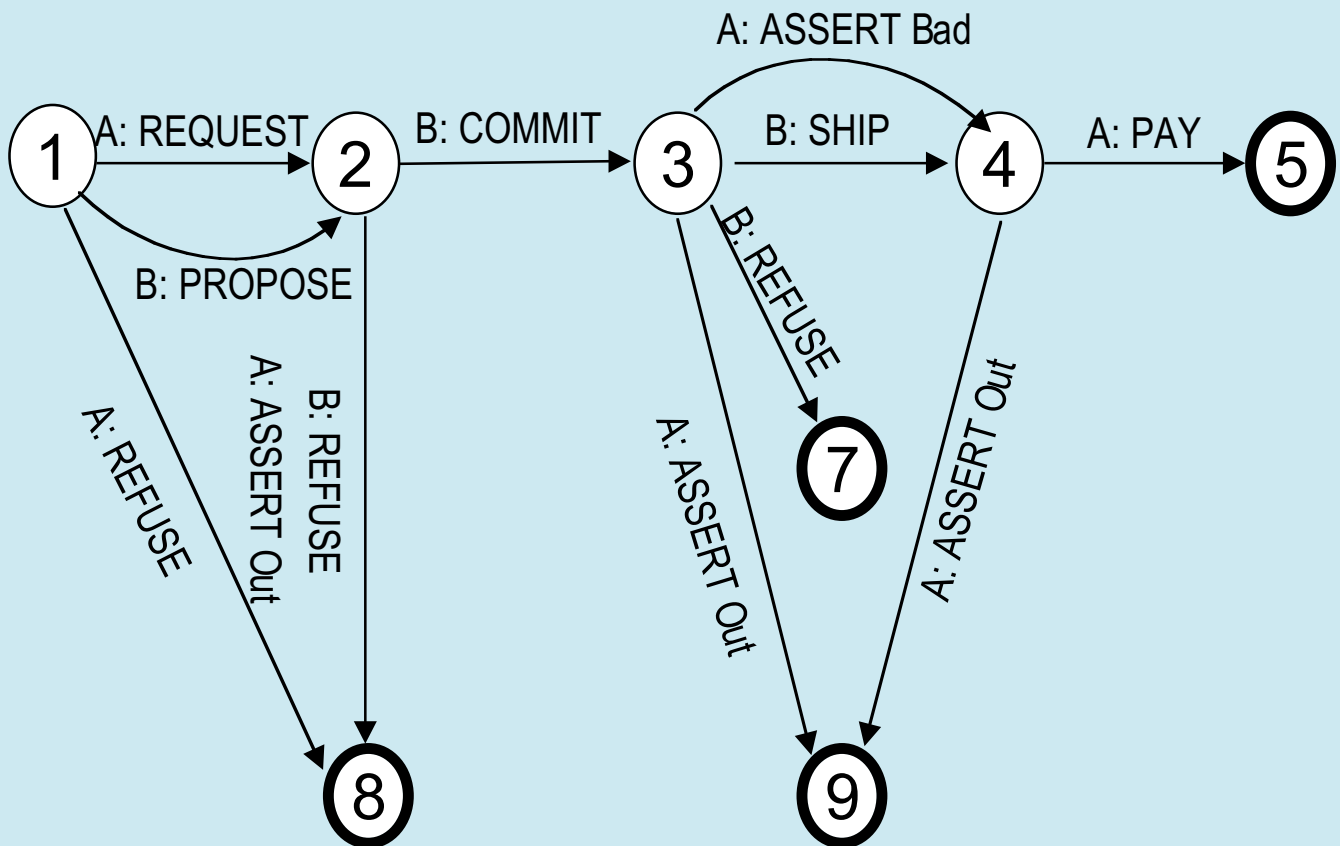 A: ASSERT Bad
1
A: REQUEST
2
B: COMMIT
3
B: SHIP
4
A: PAY
5
B: PROPOSE
B: REFUSE
A: REFUSE
A: ASSERT Out
B: REFUSE
A: ASSERT Out
7
A: ASSERT Out
8
9